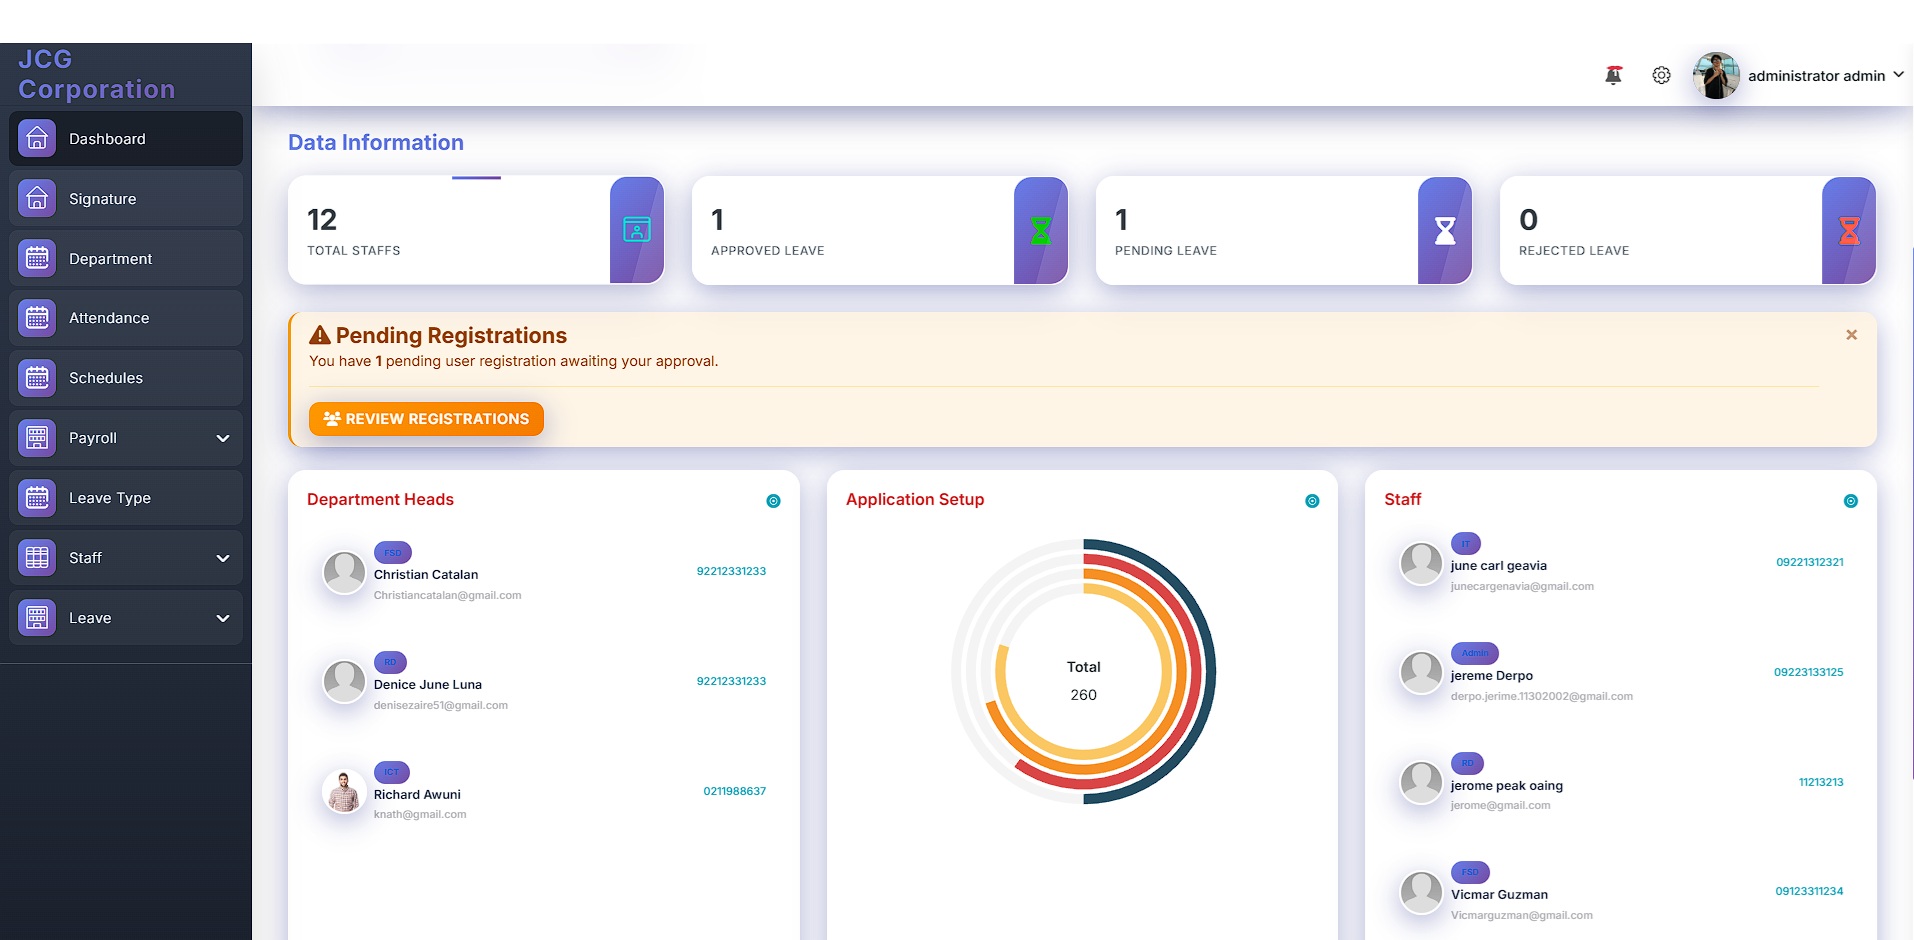 JCG
Corporation
administrator admin
Dashboard
Signature
Department
Attendance
Schedules
Payroll
Leave Type
Staff
Leave
Data Information
12
TOTAL STAFFS
1
APPROVED LEAVE
1
PENDING LEAVE
0
REJECTED LEAVE
Pending Registrations
You have 1 pending user registration awaiting your approval.
REVIEW REGISTRATIONS
Department Heads
FSD
Christian Catalan
92212331233
Christiancatalan@gmail.com
RD
Denice June Luna
92212331233
denisezaire51@gmail.com
ICT
Richard Awuni
0211988637
knath@gmail.com
Application Setup
Total
260
Staff
IT
june carl geavia
09221312321
junecargenavia@gmail.com
Admin
jereme Derpo
09223133125
derpo.jerime.11302002@gmail.com
RD
jerome peak oaing
11213213
jerome@gmail.com
FSD
Vicmar Guzman
09123311234
Vicmarguzman@gmail.com